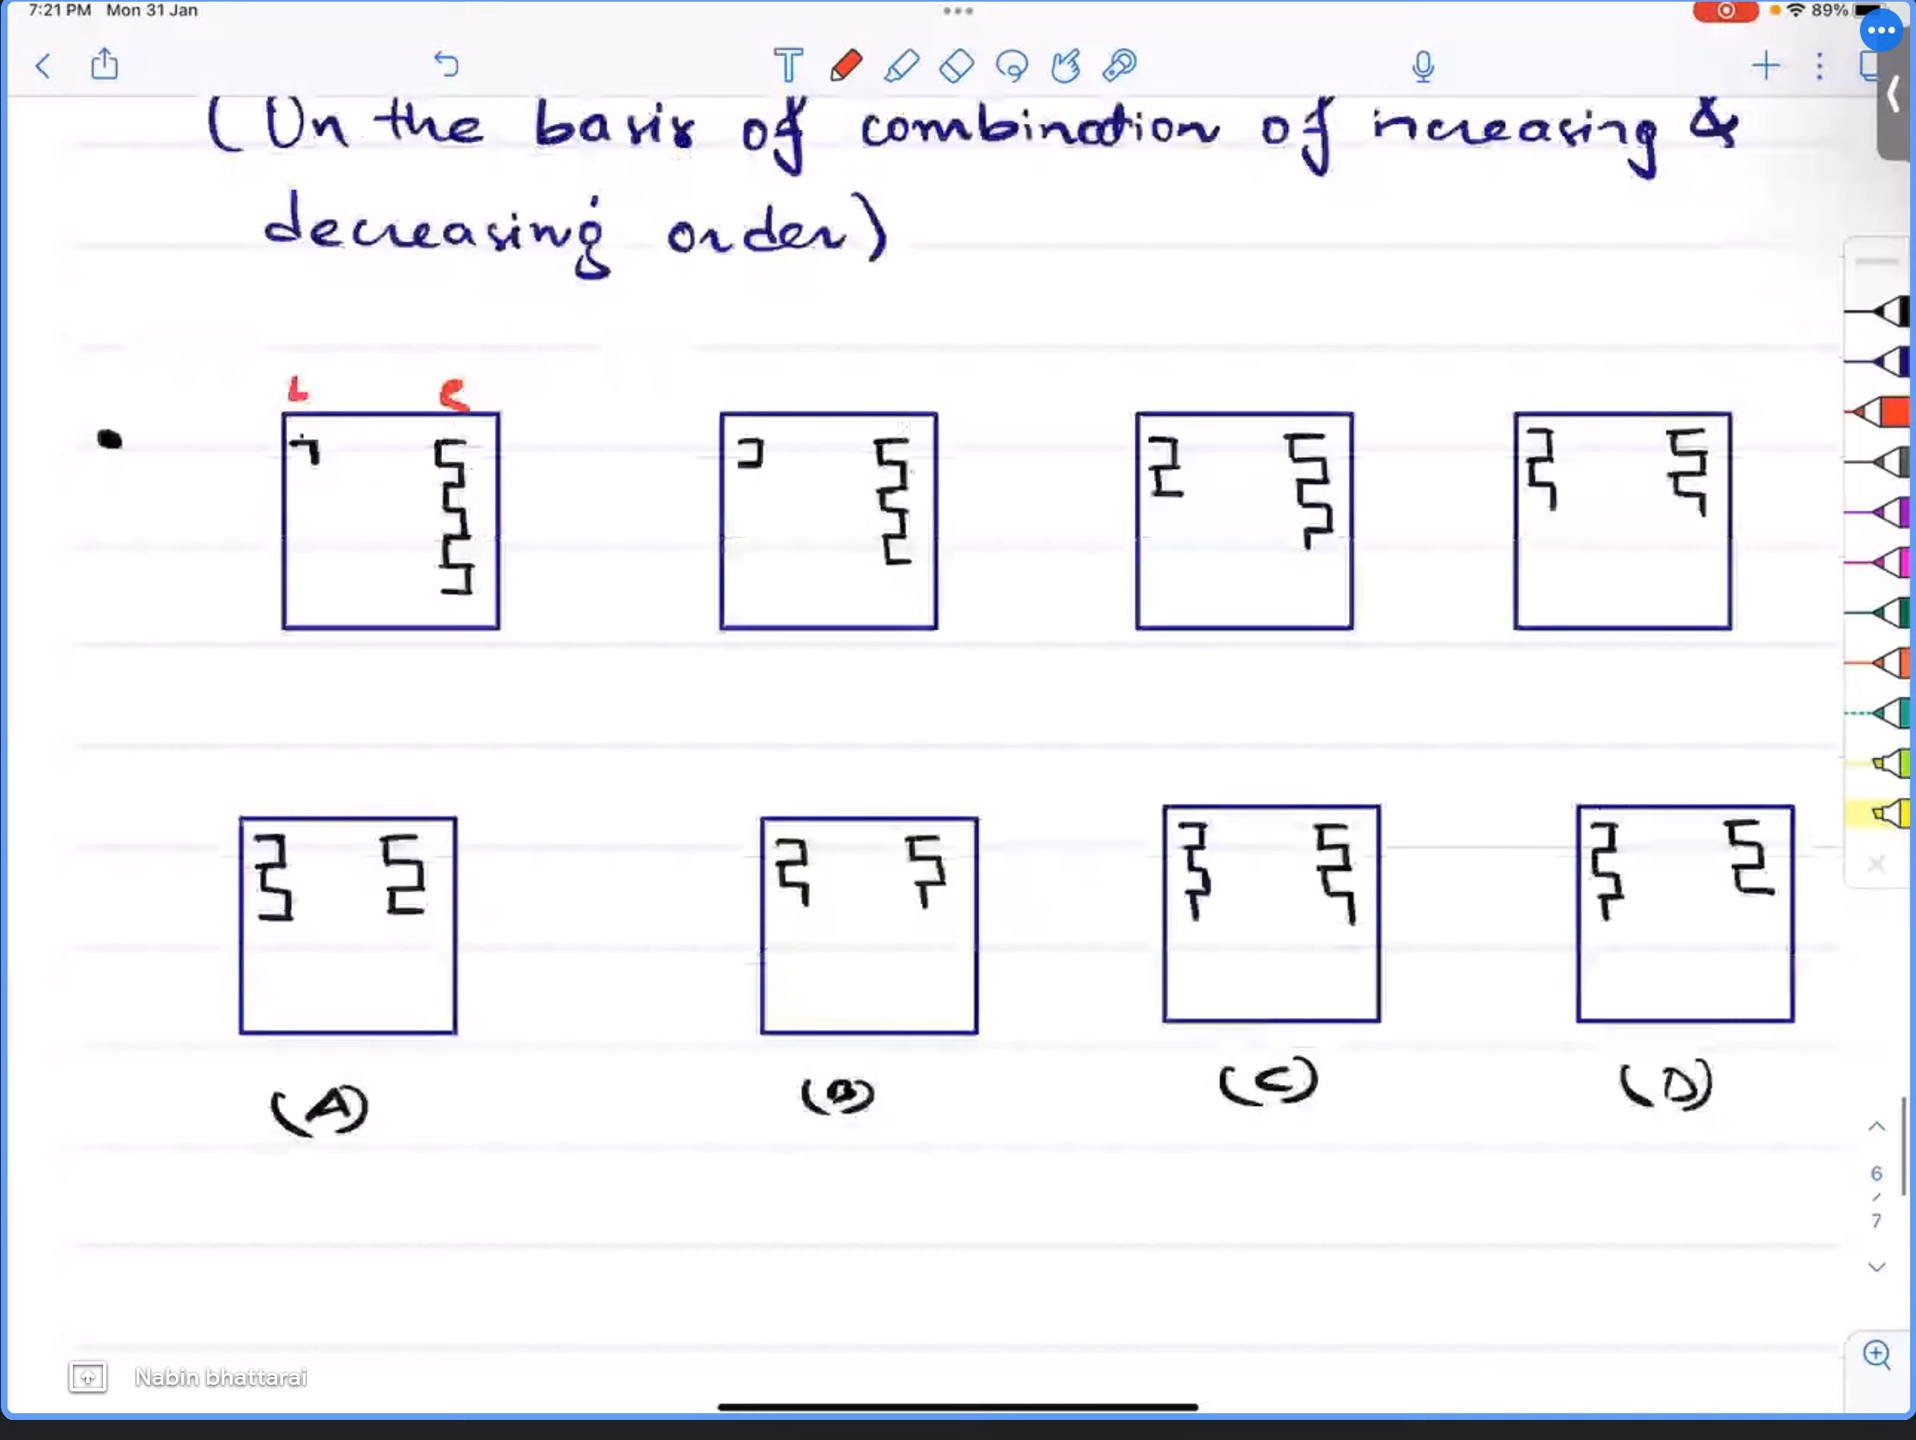 7:21 PM Mon 31 Jan
89%
(On the basis of combination of increasing &
decreasing order)
L R
(A) (B) (C) (D)
6
/
7
Nabin bhattarai